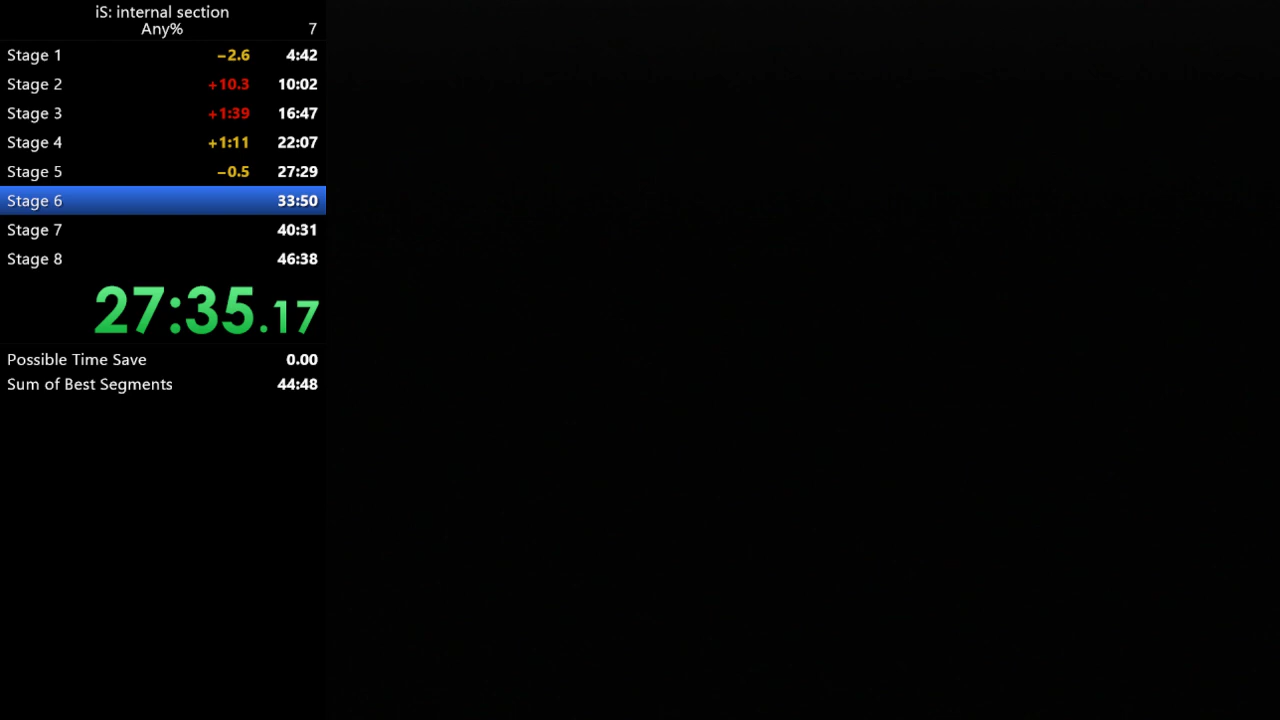 iS: internal section
Any% 7
Stage 1 −2.6 4:42
Stage 2 +10.3 10:02
Stage 3 +1:39 16:47
Stage 4 +1:11 22:07
Stage 5 −0.5 27:29
Stage 6 33:50
Stage 7 40:31
Stage 8 46:38
27:35.17
Possible Time Save 0.00
Sum of Best Segments 44:48